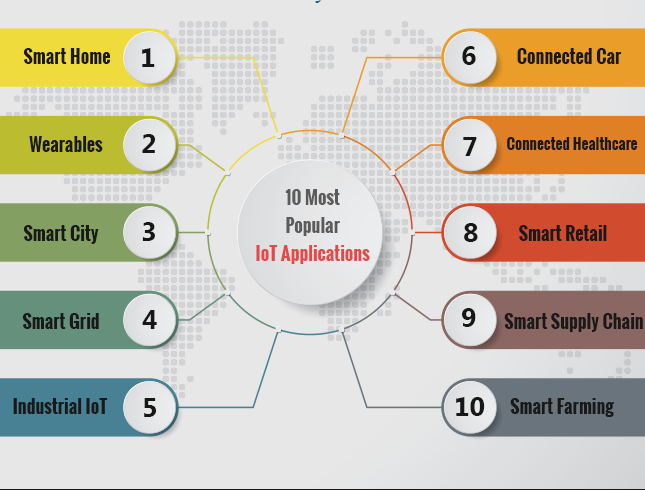 Smart Home 1
Wearables 2
Smart City 3
Smart Grid 4
Industrial IoT 5
10 Most
Popular
IoT Applications
6 Connected Car
7 Connected Healthcare
8 Smart Retail
9 Smart Supply Chain
10 Smart Farming